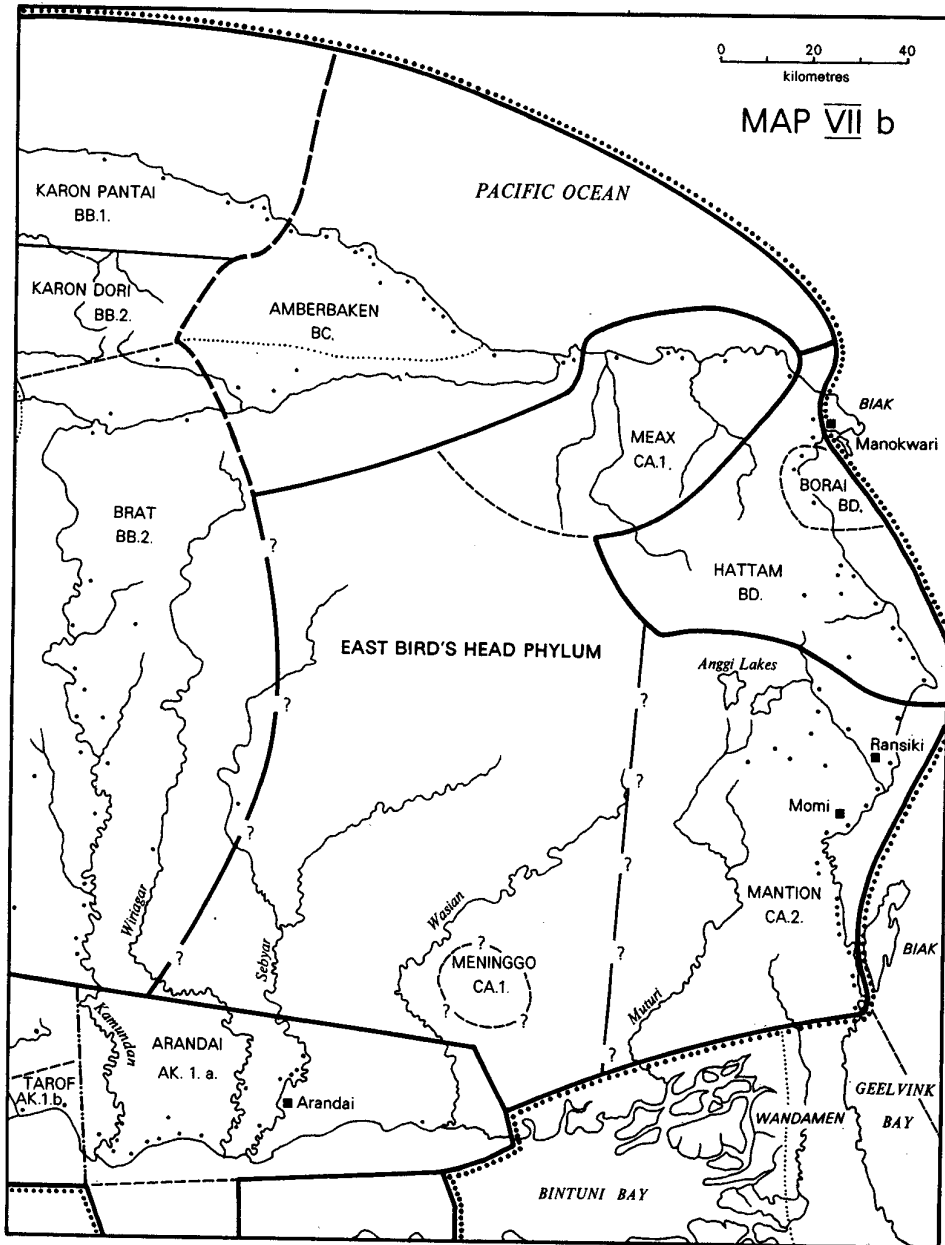 0 20 40
kilometres
MAP VII b
PACIFIC OCEAN
KARON PANTAI
BB.1.
KARON DORI
BB.2.
AMBERBAKEN
BC.
BIAK
Manokwari
MEAX
CA.1.
BORAI
BD.
BRAT
BB.2.
?
HATTAM
BD.
EAST BIRD'S HEAD PHYLUM
Anggi Lakes
?
?
?
Ransiki
?
Momi
?
?
MANTION
CA.2.
Wiriagar
Sebyar
Wasian
?
?
MENINGGO
CA.1.
?
?
?
BIAK
Muturi
?
Kamundan
ARANDAI
AK. 1. a.
TAROF
AK.1.b.
Arandai
GEELVINK
BAY
WANDAMEN
BINTUNI BAY